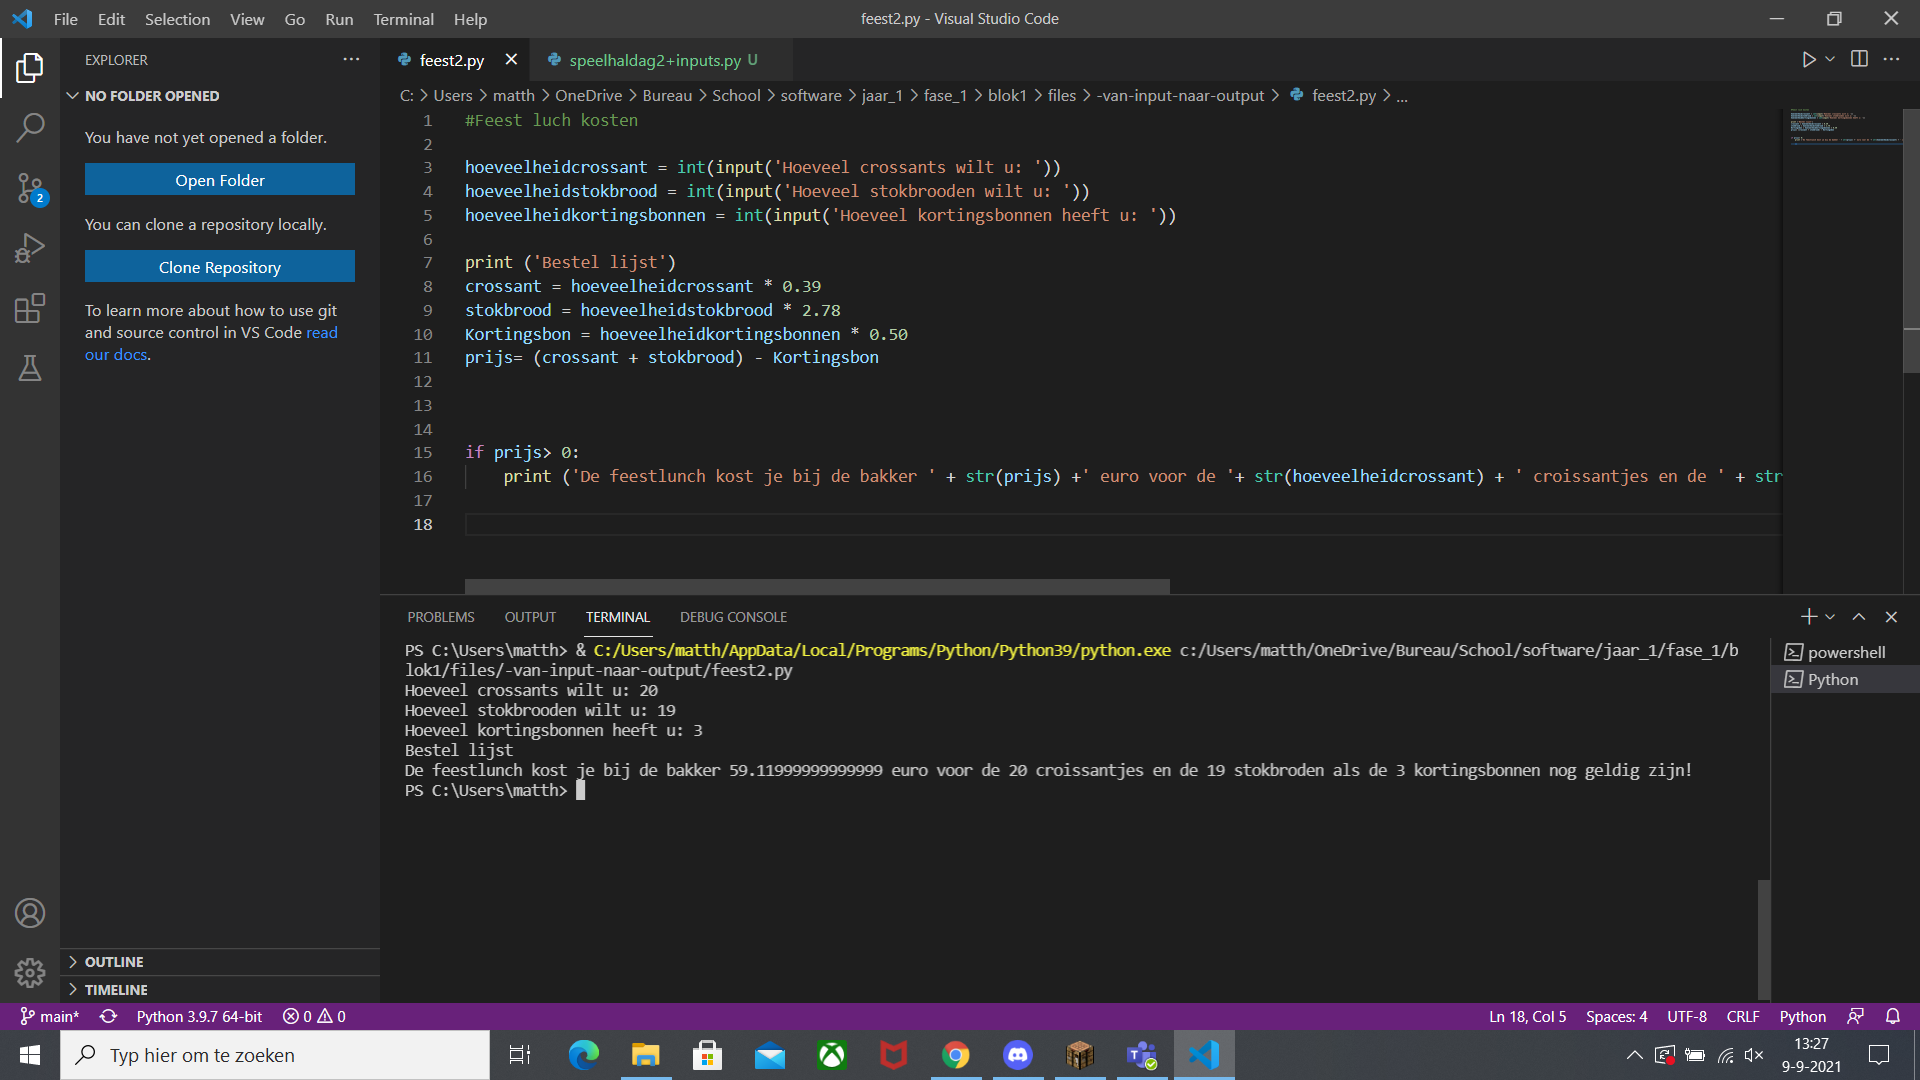 File Edit Selection View Go Run Terminal Help
feest2.py - Visual Studio Code
EXPLORER
NO FOLDER OPENED
You have not yet opened a folder.
Open Folder
You can clone a repository locally.
Clone Repository
To learn more about how to use git
and source control in VS Code read
our docs.
OUTLINE
TIMELINE
2
feest2.py
speelhaldag2+inputs.py U
C: > Users > matth > OneDrive > Bureau > School > software > jaar_1 > fase_1 > blok1 > files > -van-input-naar-output > feest2.py > ...
1 #Feest luch kosten
2
3 hoeveelheidcrossant = int(input('Hoeveel crossants wilt u: '))
4 hoeveelheidstokbrood = int(input('Hoeveel stokbrooden wilt u: '))
5 hoeveelheidkortingsbonnen = int(input('Hoeveel kortingsbonnen heeft u: '))
6
7 print ('Bestel lijst')
8 crossant = hoeveelheidcrossant * 0.39
9 stokbrood = hoeveelheidstokbrood * 2.78
10 Kortingsbon = hoeveelheidkortingsbonnen * 0.50
11 prijs= (crossant + stokbrood) - Kortingsbon
12
13
14
15 if prijs> 0:
16 print ('De feestlunch kost je bij de bakker ' + str(prijs) +' euro voor de '+ str(hoeveelheidcrossant) + ' croissantjes en de ' + str
17
18
PROBLEMS OUTPUT TERMINAL DEBUG CONSOLE
PS C:\Users\matth> & C:/Users/matth/AppData/Local/Programs/Python/Python39/python.exe c:/Users/matth/OneDrive/Bureau/School/software/jaar_1/fase_1/b
lok1/files/-van-input-naar-output/feest2.py
Hoeveel crossants wilt u: 20
Hoeveel stokbrooden wilt u: 19
Hoeveel kortingsbonnen heeft u: 3
Bestel lijst
De feestlunch kost je bij de bakker 59.11999999999999 euro voor de 20 croissantjes en de 19 stokbroden als de 3 kortingsbonnen nog geldig zijn!
PS C:\Users\matth>
powershell
Python
main* Python 3.9.7 64-bit 0 0
Ln 18, Col 5 Spaces: 4 UTF-8 CRLF Python
Typ hier om te zoeken
13:27
9-9-2021